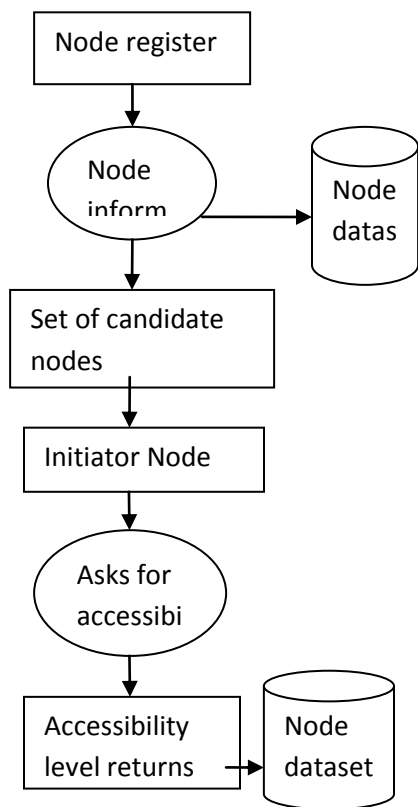 Node register
Node
inform
Node
datas
Set of candidate
nodes
Initiator Node
Asks for
accessibi
Accessibility
level returns
Node
dataset